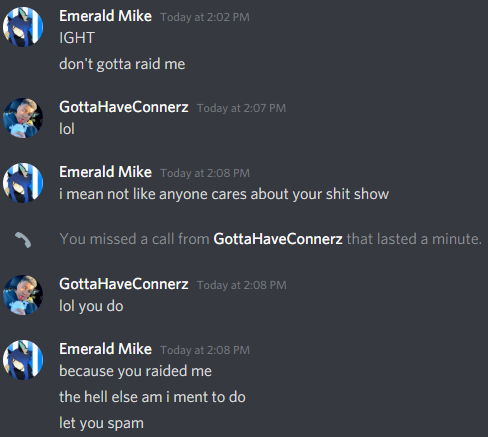 Emerald Mike Today at 2:02 PM
IGHT
don't gotta raid me
GottaHaveConnerz Today at 2:07 PM
lol
Emerald Mike Today at 2:08 PM
i mean not like anyone cares about your shit show
You missed a call from GottaHaveConnerz that lasted a minute.
GottaHaveConnerz Today at 2:08 PM
lol you do
Emerald Mike Today at 2:08 PM
because you raided me
the hell else am i ment to do
let you spam